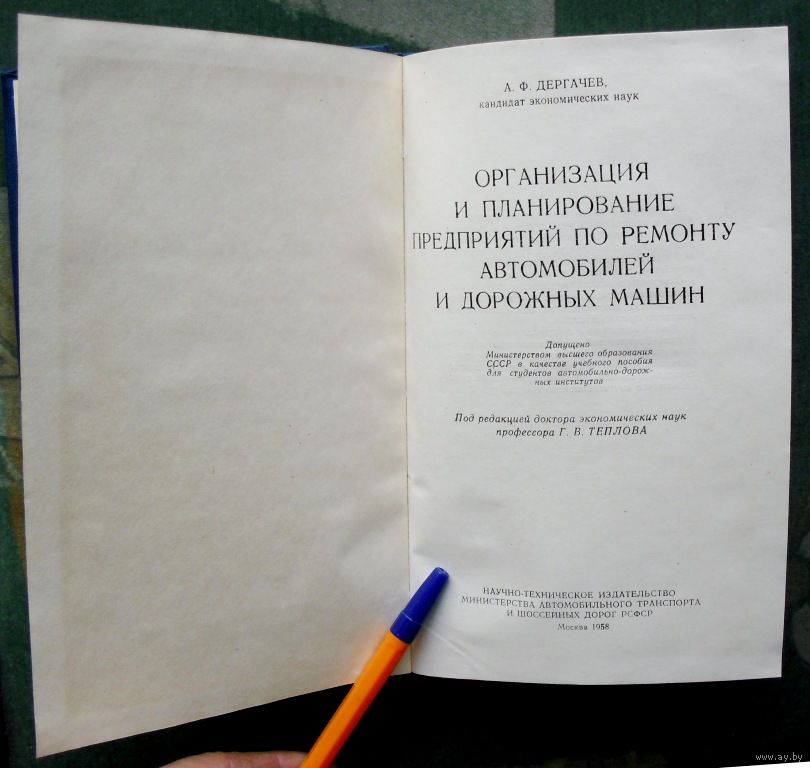 А. Ф. ДЕРГАЧЕВ,
кандидат экономических наук
ОРГАНИЗАЦИЯ
И ПЛАНИРОВАНИЕ
ПРЕДПРИЯТИЙ ПО РЕМОНТУ
АВТОМОБИЛЕЙ
И ДОРОЖНЫХ МАШИН
Допущено
Министерством высшего образования
СССР в качестве учебного пособия
для студентов автомобильно-дорож-
ных институтов
Под редакцией доктора экономических наук
профессора Г. В. ТЕПЛОВА
НАУЧНО-ТЕХНИЧЕСКОЕ ИЗДАТЕЛЬСТВО
МИНИСТЕРСТВА АВТОМОБИЛЬНОГО ТРАНСПОРТА
И ШОССЕЙНЫХ ДОРОГ РСФСР
Москва 1958
www.ay.by